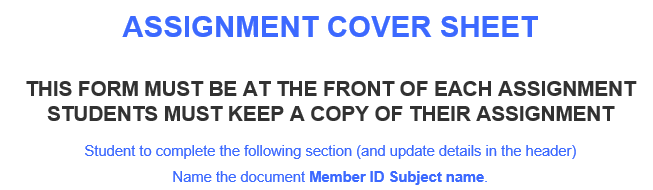 ASSIGNMENT COVER SHEET
THIS FORM MUST BE AT THE FRONT OF EACH ASSIGNMENT
STUDENTS MUST KEEP A COPY OF THEIR ASSIGNMENT
Student to complete the following section (and update details in the header)
Name the document Member ID Subject name.